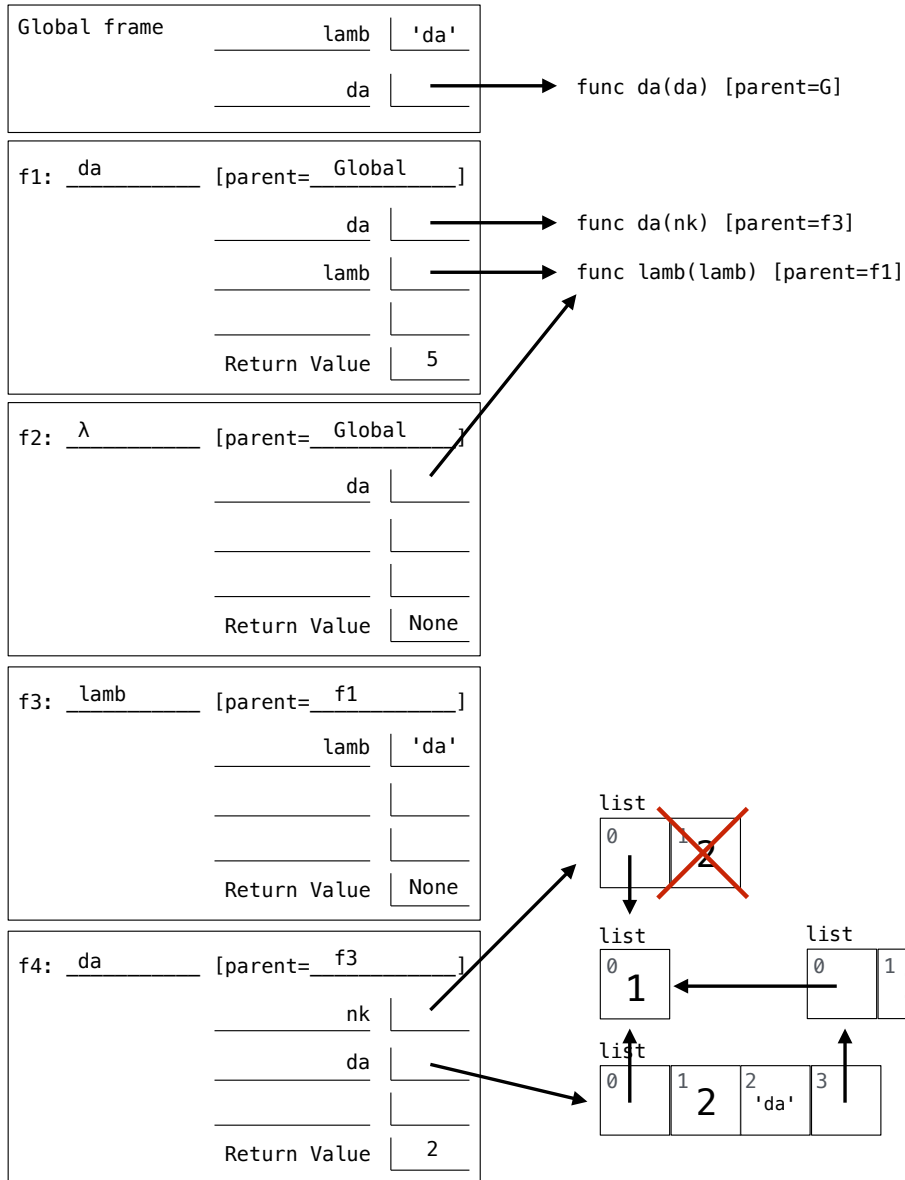 Global frame lamb 'da'
da func da(da) [parent=G]
f1: da [parent=Global]
da func da(nk) [parent=f3]
lamb func lamb(lamb) [parent=f1]
Return Value 5
f2: λ [parent=Global]
da
Return Value None
f3: lamb [parent=f1]
lamb 'da'
list
0 1 2
Return Value None
list list
f4: da [parent=f3]
0 1 0 1
nk
da
list
0 1 2 2 'da' 3
Return Value 2